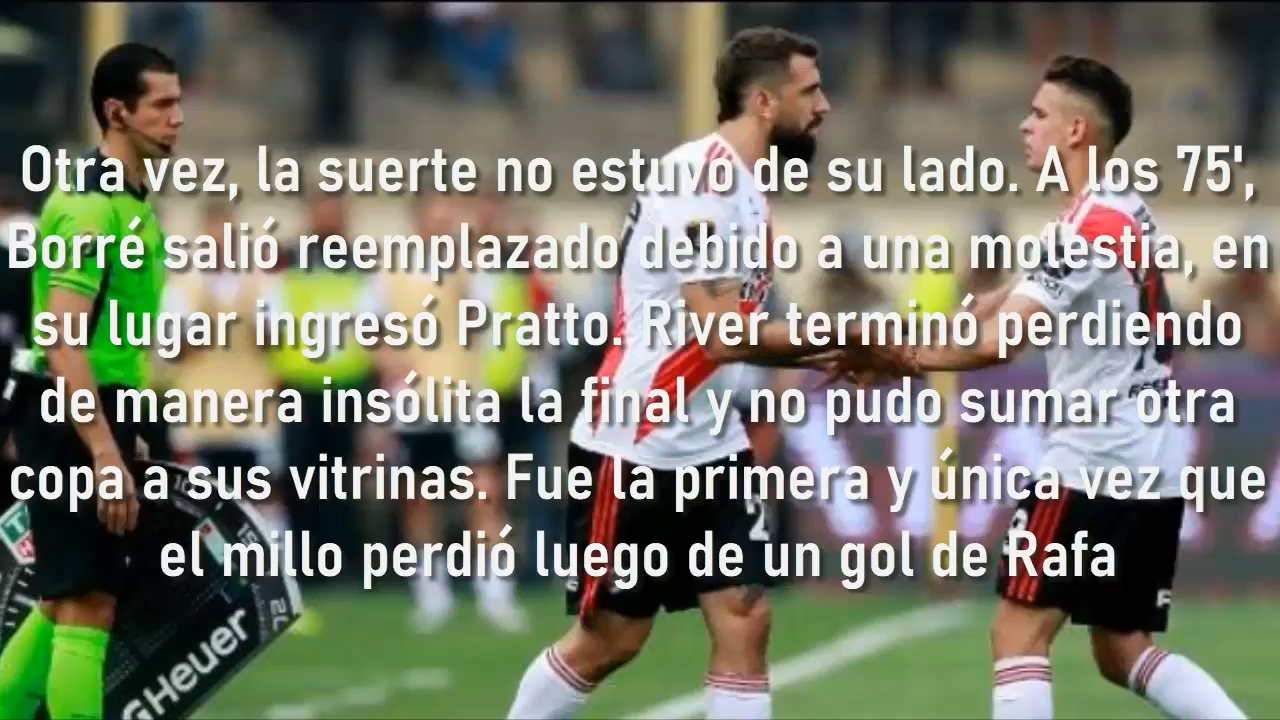 Otra vez, la suerte no estuvo de su lado. A los 75',
Borré salió reemplazado debido a una molestia, en
su lugar ingresó Pratto. River terminó perdiendo
de manera insólita la final y no pudo sumar otra
copa a sus vitrinas. Fue la primera y única vez que
el millo perdió luego de un gol de Rafa
GHeuer